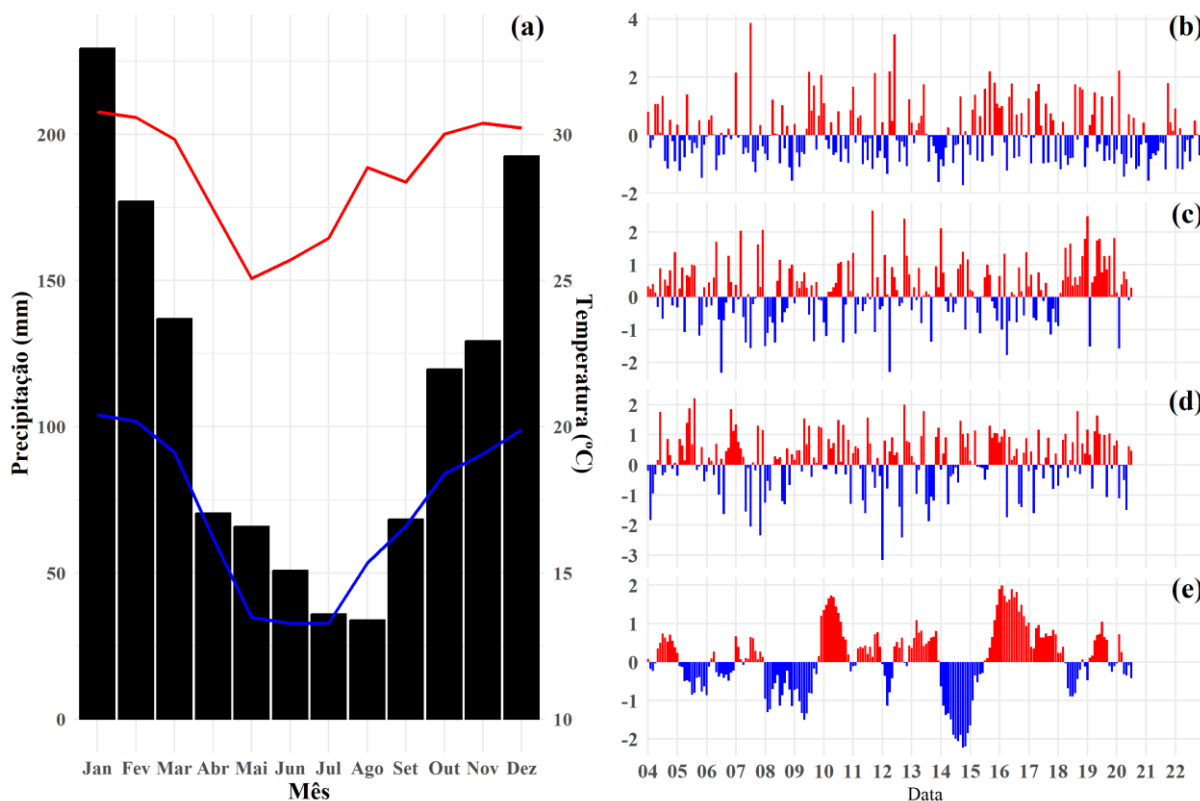 (a)
Precipitação (mm)
200
150
100
50
0
30
25
20
15
10
Temperatura (ºC)
Jan Fev Mar Abr Mai Jun Jul Ago Set Out Nov Dez
Mês
(b)
4
2
0
-2
(c)
2
1
0
-1
-2
(d)
2
1
0
-1
-2
-3
(e)
2
1
0
-1
-2
04 05 06 07 08 09 10 11 12 13 14 15 16 17 18 19 20 21 22
Data